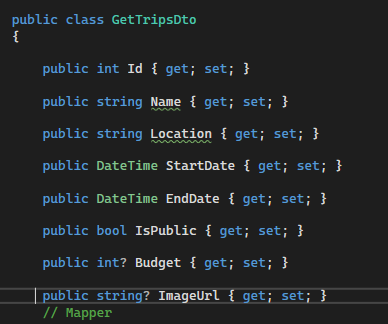 public class GetTripsDto
{
public int Id { get; set; }
public string Name { get; set; }
public string Location { get; set; }
public DateTime StartDate { get; set; }
public DateTime EndDate { get; set; }
public bool IsPublic { get; set; }
public int? Budget { get; set; }
public string? ImageUrl { get; set; }
// Mapper